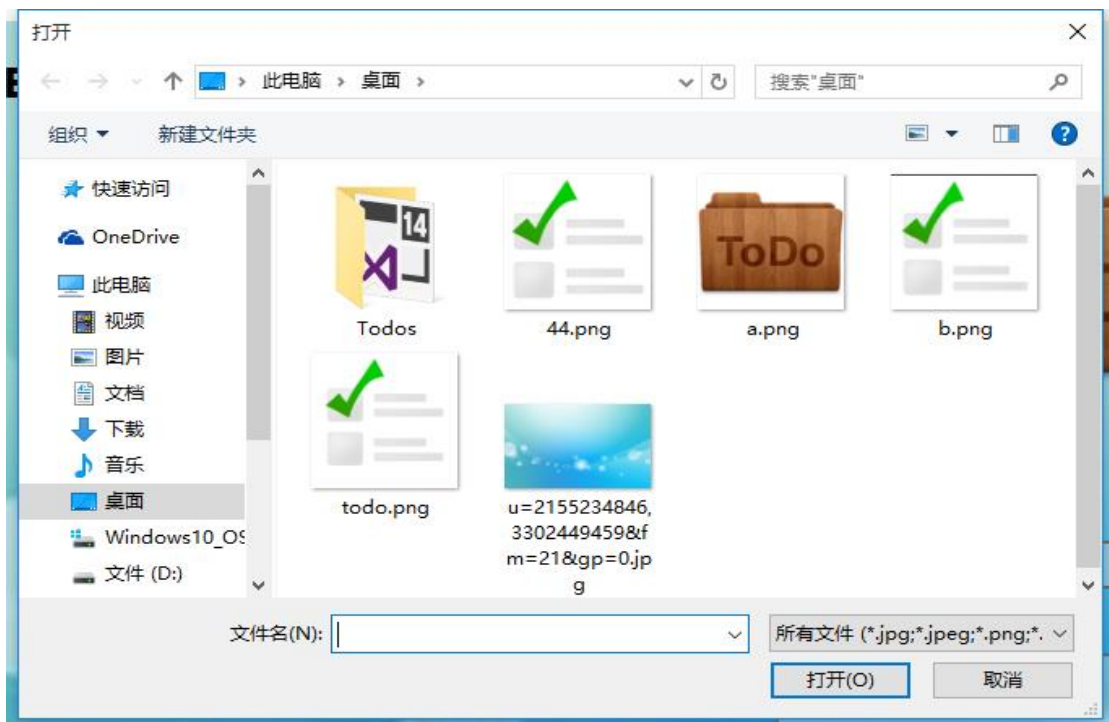 打开
此电脑 > 桌面 >
搜索"桌面"
组织
新建文件夹
快速访问
OneDrive
此电脑
视频
图片
文档
下载
音乐
桌面
Windows10_OS
文件 (D:)
14
Todos
44.png
ToDo
a.png
b.png
todo.png
u=2155234846,
3302449459&f
m=21&gp=0.jp
g
文件名(N):
所有文件 (*.jpg;*.jpeg;*.png;*.
打开(O)
取消